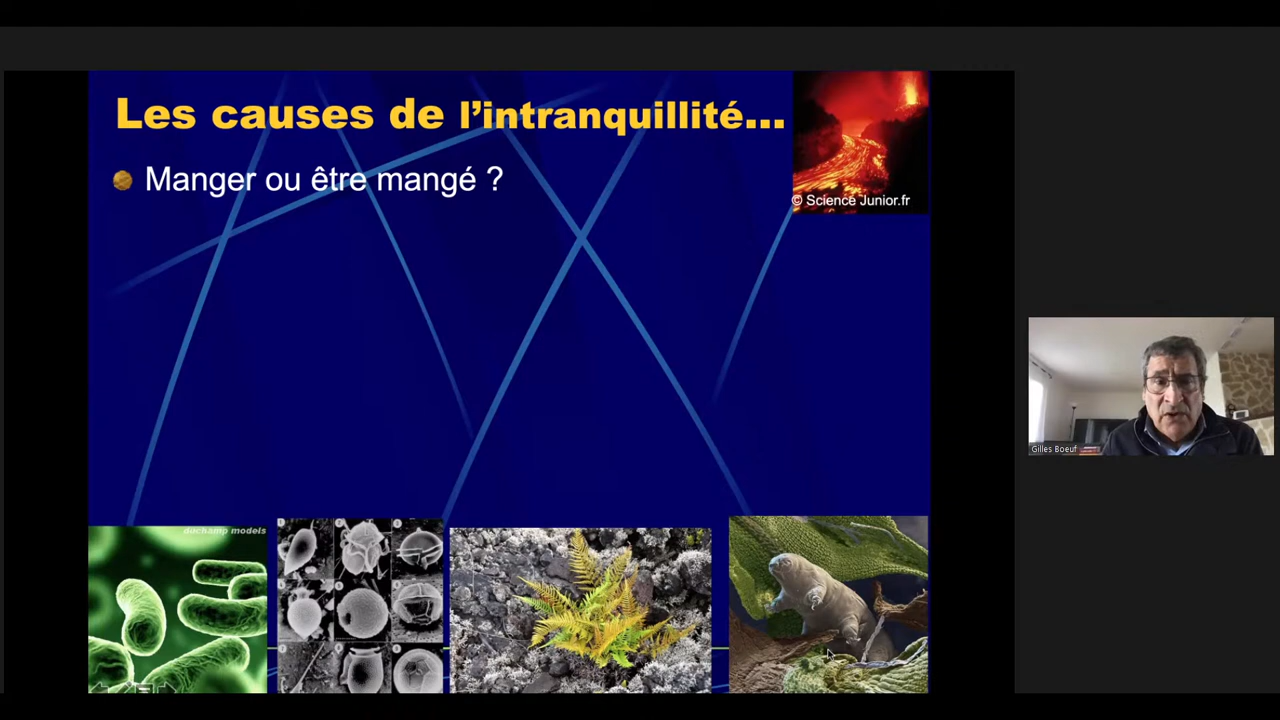 Les causes de l’intranquillité...
Manger ou être mangé ?
© Science Junior.fr
Gilles Boeuf
duchamp models